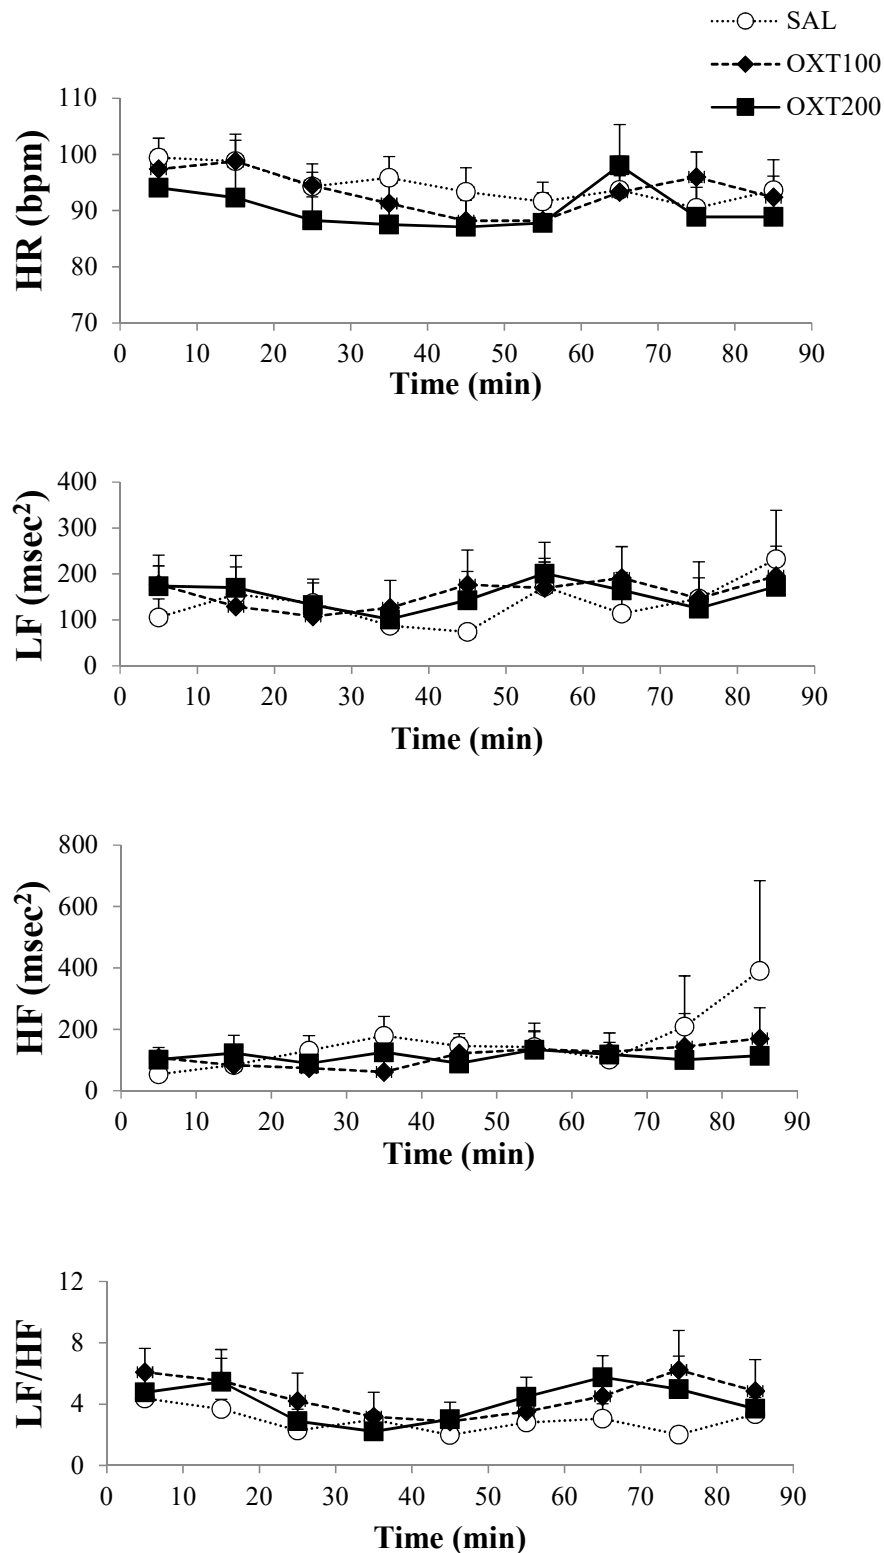 SAL
OXT100
OXT200
HR (bpm)
110
100
90
80
70
0 10 20 30 40 50 60 70 80 90
Time (min)
LF (msec²)
400
300
200
100
0
0 10 20 30 40 50 60 70 80 90
Time (min)
HF (msec²)
800
600
400
200
0
0 10 20 30 40 50 60 70 80 90
Time (min)
LF/HF
12
8
4
0
0 10 20 30 40 50 60 70 80 90
Time (min)